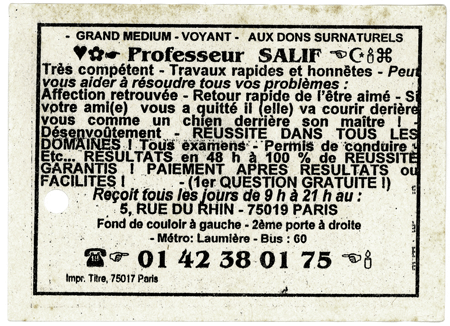 - GRAND MEDIUM - VOYANT - AUX DONS SURNATURELS
♥✿☛ Professeur SALIF ☜☪🕯⌘
Très compétent - Travaux rapides et honnêtes - Peut
vous aider à résoudre tous vos problèmes :
Affection retrouvée - Retour rapide de l'être aimé - Si
votre ami(e) vous a quitté il (elle) va courir derière
vous comme un chien derrière son maître ! -
Désenvoûtement - REUSSITE DANS TOUS LES
DOMAINES ! Tous examens - Permis de conduire -
Etc... RESULTATS en 48 h à 100 % de REUSSITE
GARANTIS ! PAIEMENT APRES RESULTATS ou
FACILITES ! - (1er QUESTION GRATUITE !)
Reçoit tous les jours de 9 h à 21 h au :
5, RUE DU RHIN - 75019 PARIS
Fond de couloir à gauche - 2ème porte à droite
- Métro: Laumière - Bus : 60
☎☞ 01 42 38 01 75 ☜🕯
Impr. Titre, 75017 Paris